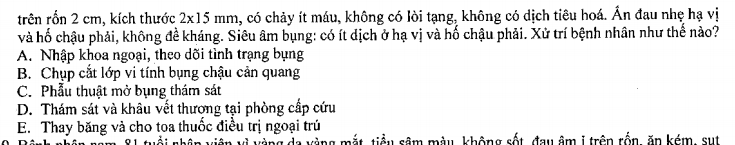 trên rốn 2 cm, kích thước 2x15 mm, có chảy ít máu, không có lòi tạng, không có dịch tiêu hoá. Ấn đau nhẹ hạ vị
và hố chậu phải, không đề kháng. Siêu âm bụng: có ít dịch ở hạ vị và hố chậu phải. Xử trí bệnh nhân như thế nào?
A. Nhập khoa ngoại, theo dõi tình trạng bụng
B. Chụp cắt lớp vi tính bụng chậu cản quang
C. Phẫu thuật mở bụng thám sát
D. Thám sát và khâu vết thương tại phòng cấp cứu
E. Thay băng và cho toa thuốc điều trị ngoại trú
Bệnh nhân nam, 81 tuổi nhập viện vì vàng da vàng mắt, tiểu sậm màu, không sốt, đau âm ỉ trên rốn, ăn kém, sụt